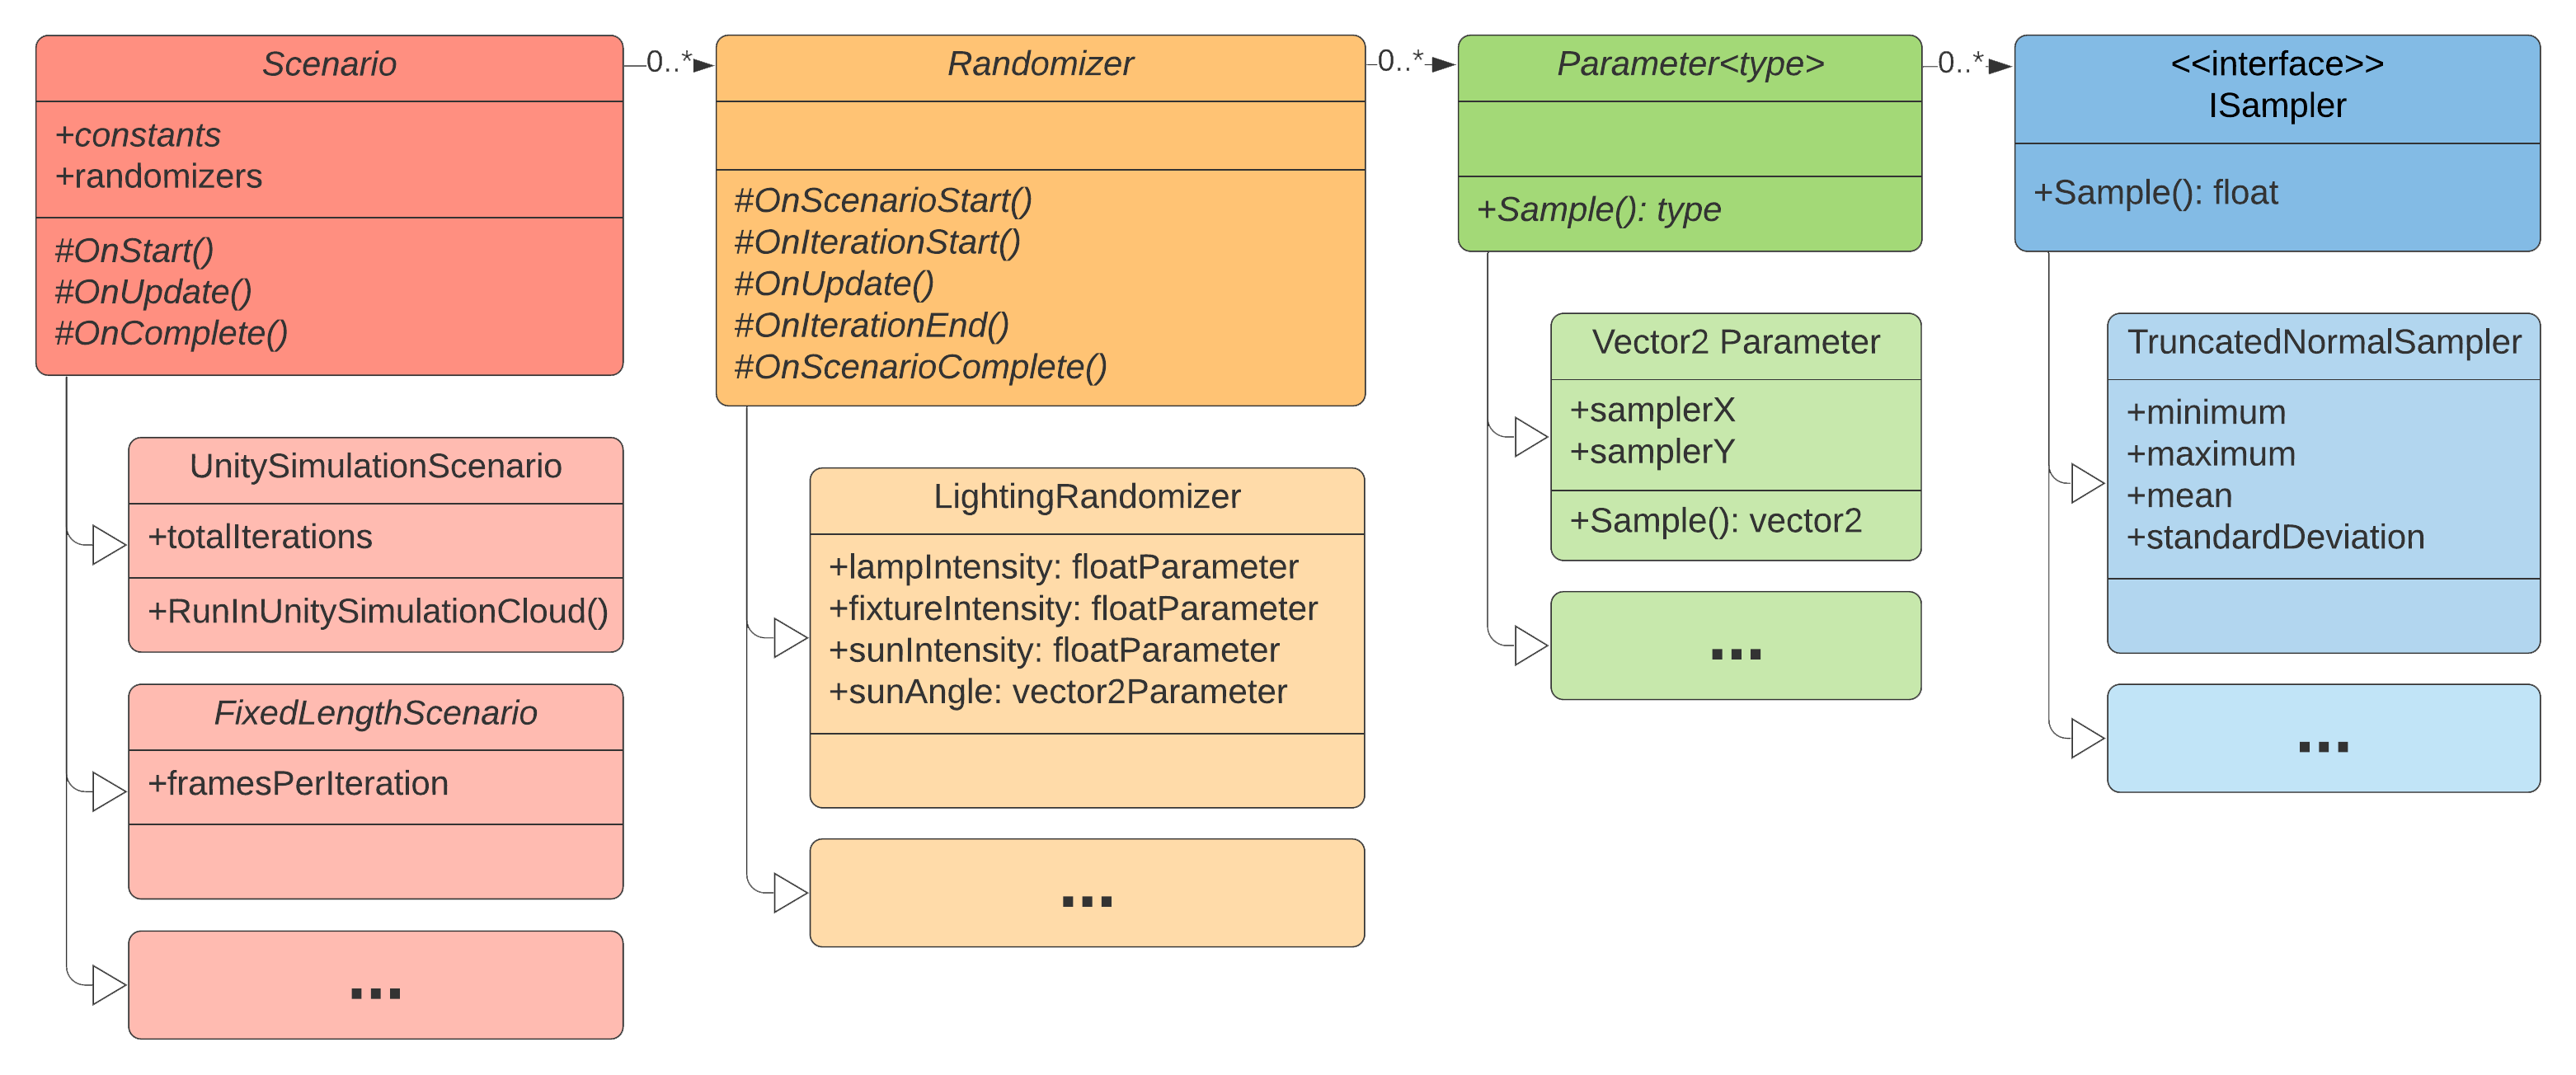 Scenario
+constants
+randomizers
#OnStart()
#OnUpdate()
#OnComplete()
UnitySimulationScenario
+totalIterations
+RunInUnitySimulationCloud()
FixedLengthScenario
+framesPerIteration
...
0..*
Randomizer
#OnScenarioStart()
#OnIterationStart()
#OnUpdate()
#OnIterationEnd()
#OnScenarioComplete()
LightingRandomizer
+lampIntensity: floatParameter
+fixtureIntensity: floatParameter
+sunIntensity: floatParameter
+sunAngle: vector2Parameter
...
0..*
Parameter<type>
+Sample(): type
Vector2 Parameter
+samplerX
+samplerY
+Sample(): vector2
...
0..*
<<interface>>
ISampler
+Sample(): float
TruncatedNormalSampler
+minimum
+maximum
+mean
+standardDeviation
...